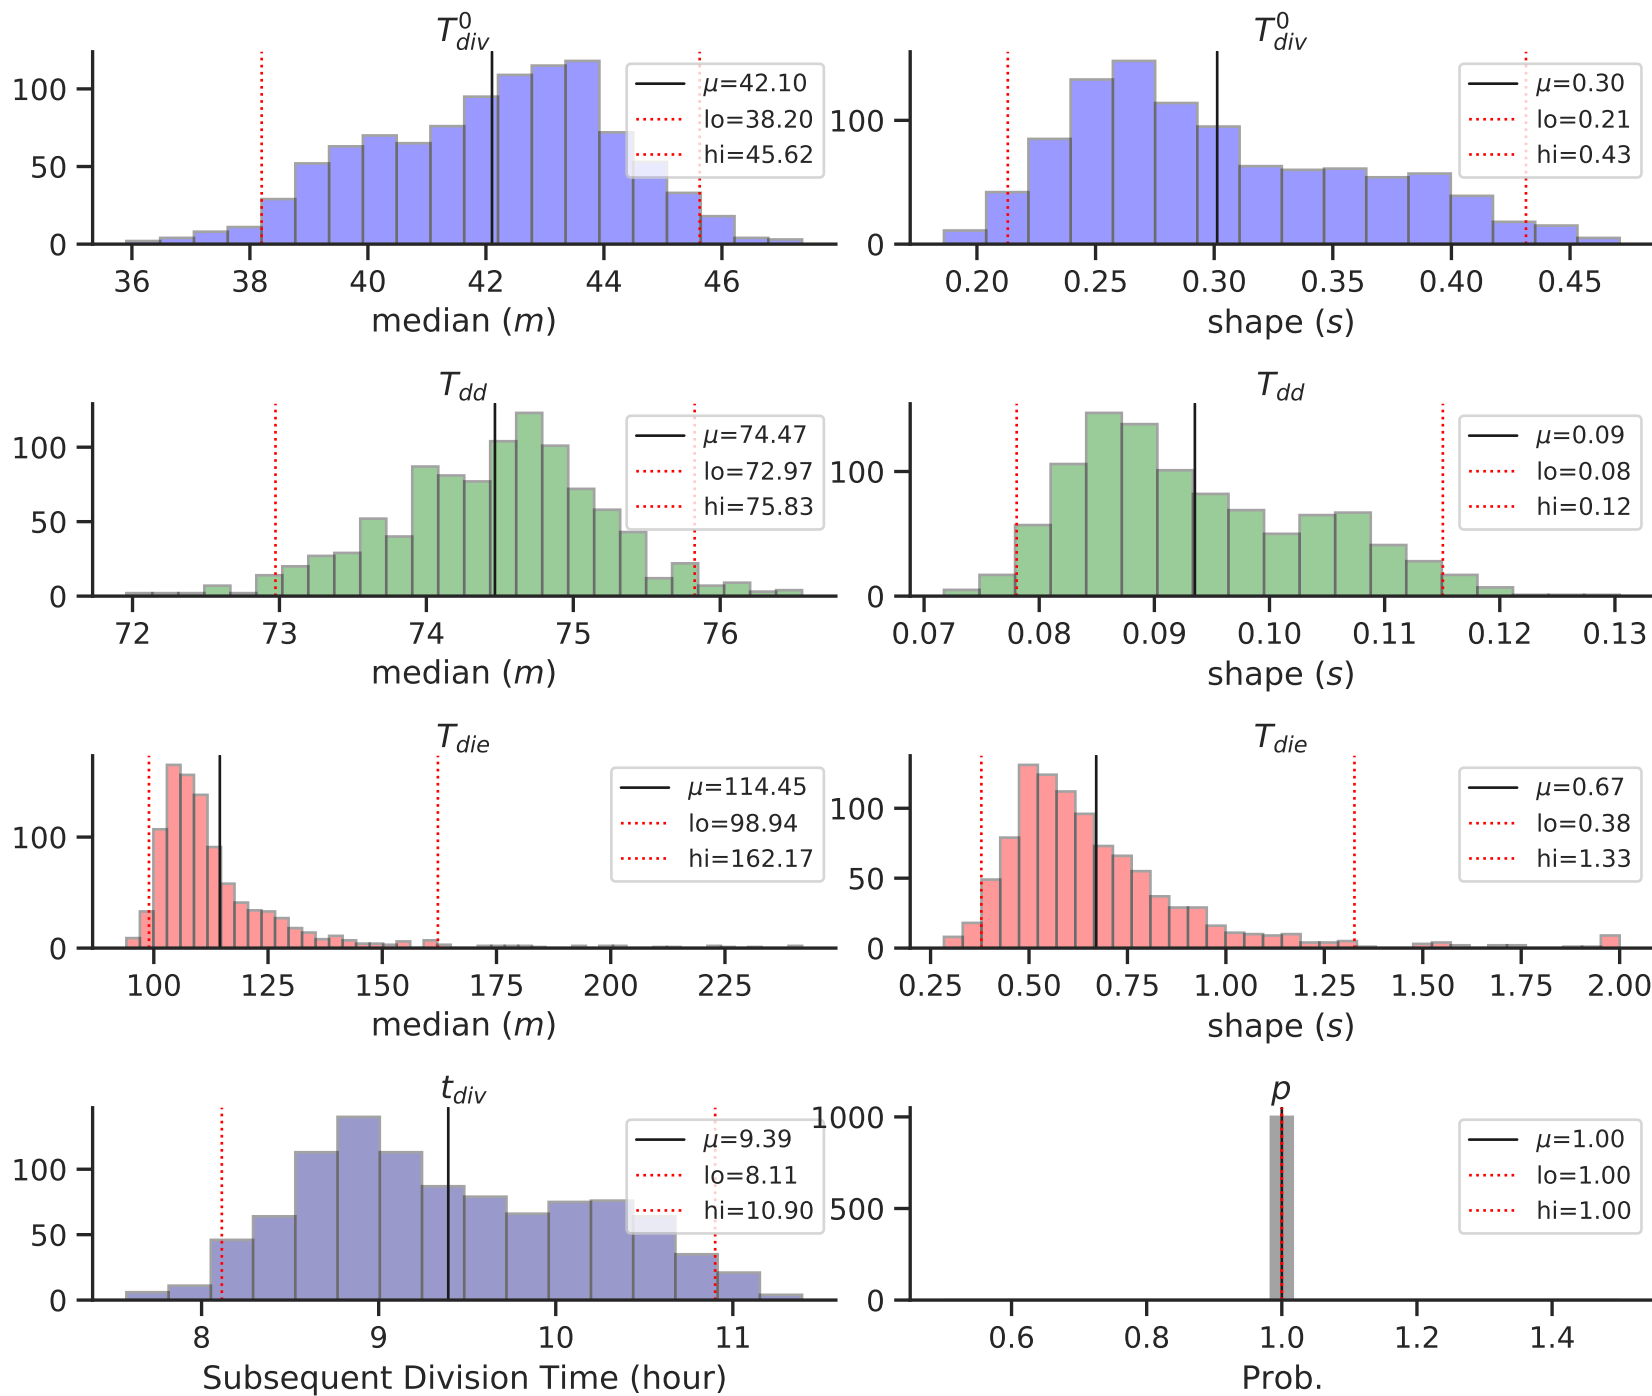 T⁰div
100
50
0
μ=42.10
lo=38.20
hi=45.62
36 38 40 42 44 46
median (m)
T⁰div
100
0
μ=0.30
lo=0.21
hi=0.43
0.20 0.25 0.30 0.35 0.40 0.45
shape (s)
Tdd
100
50
0
μ=74.47
lo=72.97
hi=75.83
72 73 74 75 76
median (m)
Tdd
100
0
μ=0.09
lo=0.08
hi=0.12
0.07 0.08 0.09 0.10 0.11 0.12 0.13
shape (s)
Tdie
100
0
μ=114.45
lo=98.94
hi=162.17
100 125 150 175 200 225
median (m)
Tdie
100
50
0
μ=0.67
lo=0.38
hi=1.33
0.25 0.50 0.75 1.00 1.25 1.50 1.75 2.00
shape (s)
tdiv
100
50
0
μ=9.39
lo=8.11
hi=10.90
8 9 10 11
Subsequent Division Time (hour)
p
1000
500
0
μ=1.00
lo=1.00
hi=1.00
0.6 0.8 1.0 1.2 1.4
Prob.